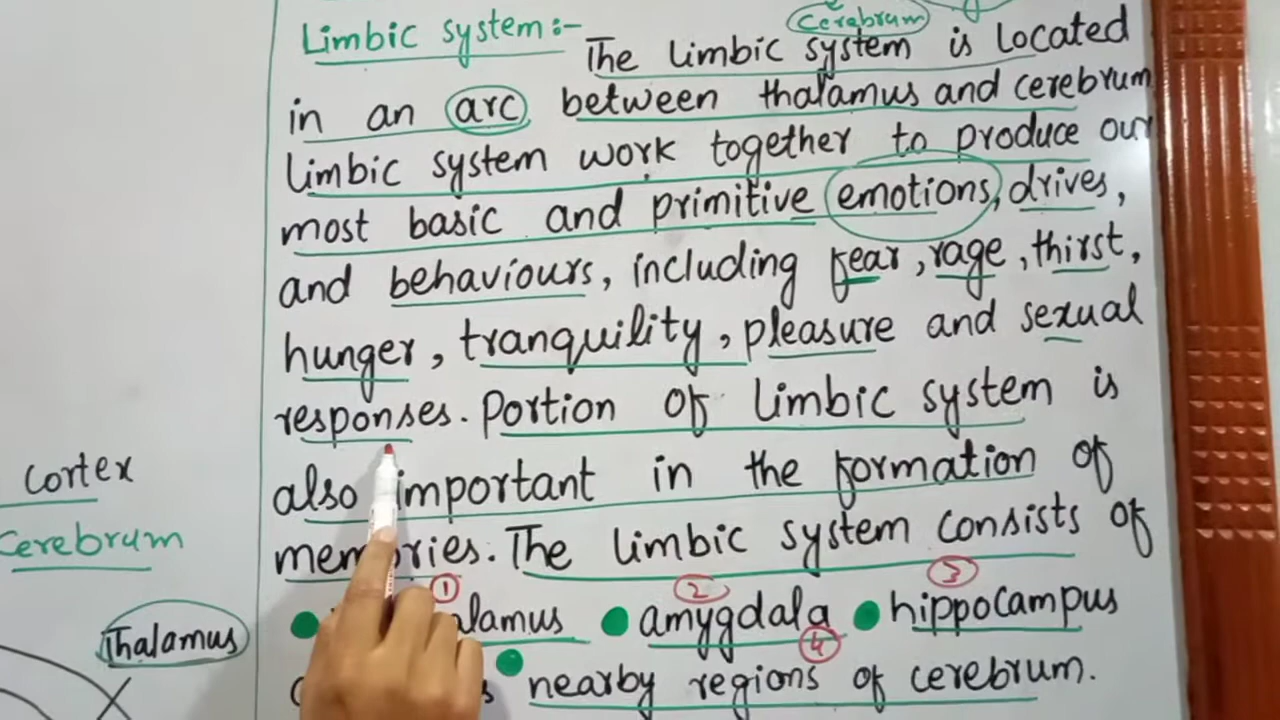 Cerebrum
Limbic system:- The limbic system is located
in an arc between thalamus and cerebrum
limbic system work together to produce our
most basic and primitive emotions, drives,
and behaviours, including fear, rage, thirst,
hunger, tranquility, pleasure and sexual
responses. Portion of limbic system is
also important in the formation of
memories. The limbic system consists of
1 2 3
alamus amygdala hippocampus
4
nearby regions of cerebrum.
Cortex
Cerebrum
Thalamus